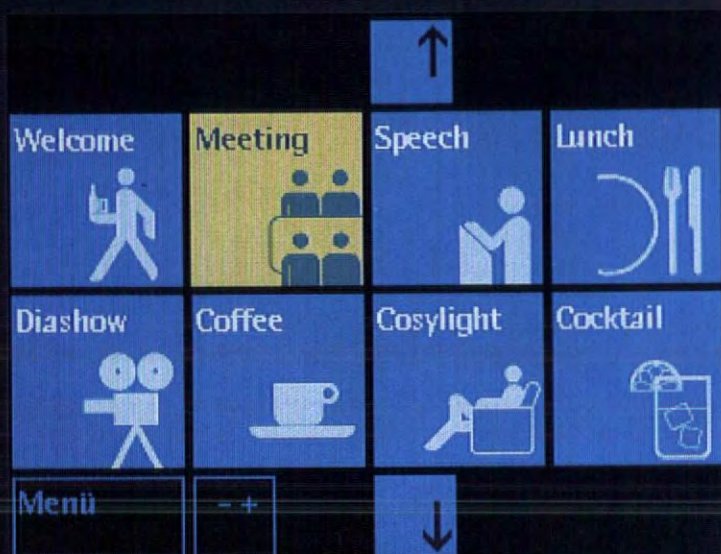 Welcome Meeting Speech Lunch
Diashow Coffee Cosylight Cocktail
Menü - +